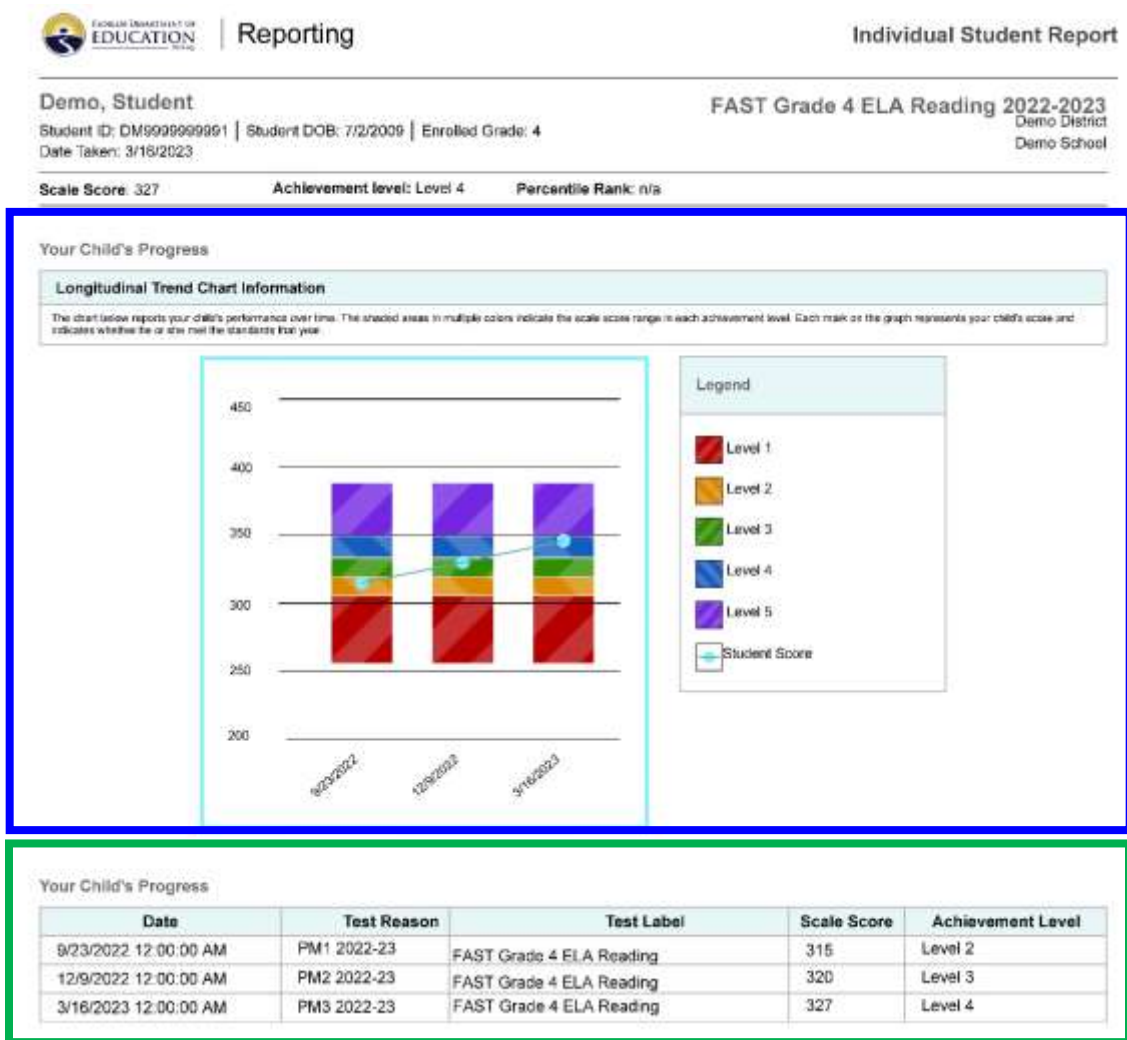 FLORIDA DEPARTMENT OF
EDUCATION
Reporting
Individual Student Report
Demo, Student
FAST Grade 4 ELA Reading 2022-2023
Student ID: DM9999999991 | Student DOB: 7/2/2009 | Enrolled Grade: 4
Demo District
Date Taken: 3/16/2023
Demo School
Scale Score: 327 Achievement level: Level 4 Percentile Rank: n/a
Your Child's Progress
Longitudinal Trend Chart Information
The chart below reports your child's performance over time. The shaded areas in multiple colors indicate the scale score range in each achievement level. Each mark on the graph represents your child's score and
indicates whether he or she met the standards that year.
450
400
350
300
250
200
9/23/2022
12/9/2022
3/16/2023
Legend
Level 1
Level 2
Level 3
Level 4
Level 5
Student Score
Your Child's Progress
Date Test Reason Test Label Scale Score Achievement Level
9/23/2022 12:00:00 AM PM1 2022-23 FAST Grade 4 ELA Reading 315 Level 2
12/9/2022 12:00:00 AM PM2 2022-23 FAST Grade 4 ELA Reading 320 Level 3
3/16/2023 12:00:00 AM PM3 2022-23 FAST Grade 4 ELA Reading 327 Level 4